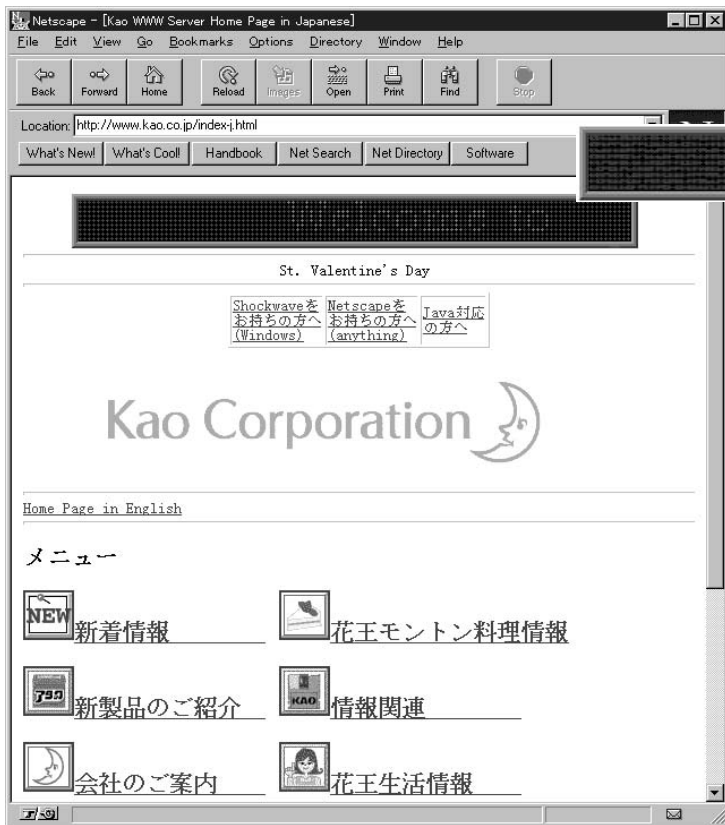 Netscape - [Kao WWW Server Home Page in Japanese]
File Edit View Go Bookmarks Options Directory Window Help
Back Forward Home Reload Images Open Print Find Stop
Location: http://www.kao.co.jp/index-j.html
What's New! What's Cool! Handbook Net Search Net Directory Software
Welcome to
St. Valentine's Day
Shockwaveを Netscapeを Java対応
お持ちの方へ お持ちの方へ の方へ
(Windows) (anything)
Kao Corporation
Home Page in English
メニュー
NEW 新着情報 花王モントン料理情報
アタック 新製品のご紹介 KAO 情報関連
会社のご案内 花王生活情報